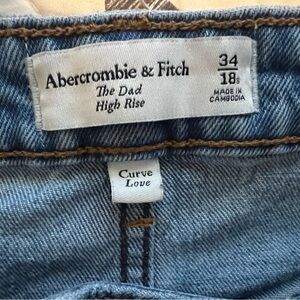 Abercrombie & Fitch
The Dad
High Rise
34
18s
MADE IN
CAMBODIA
Curve
Love